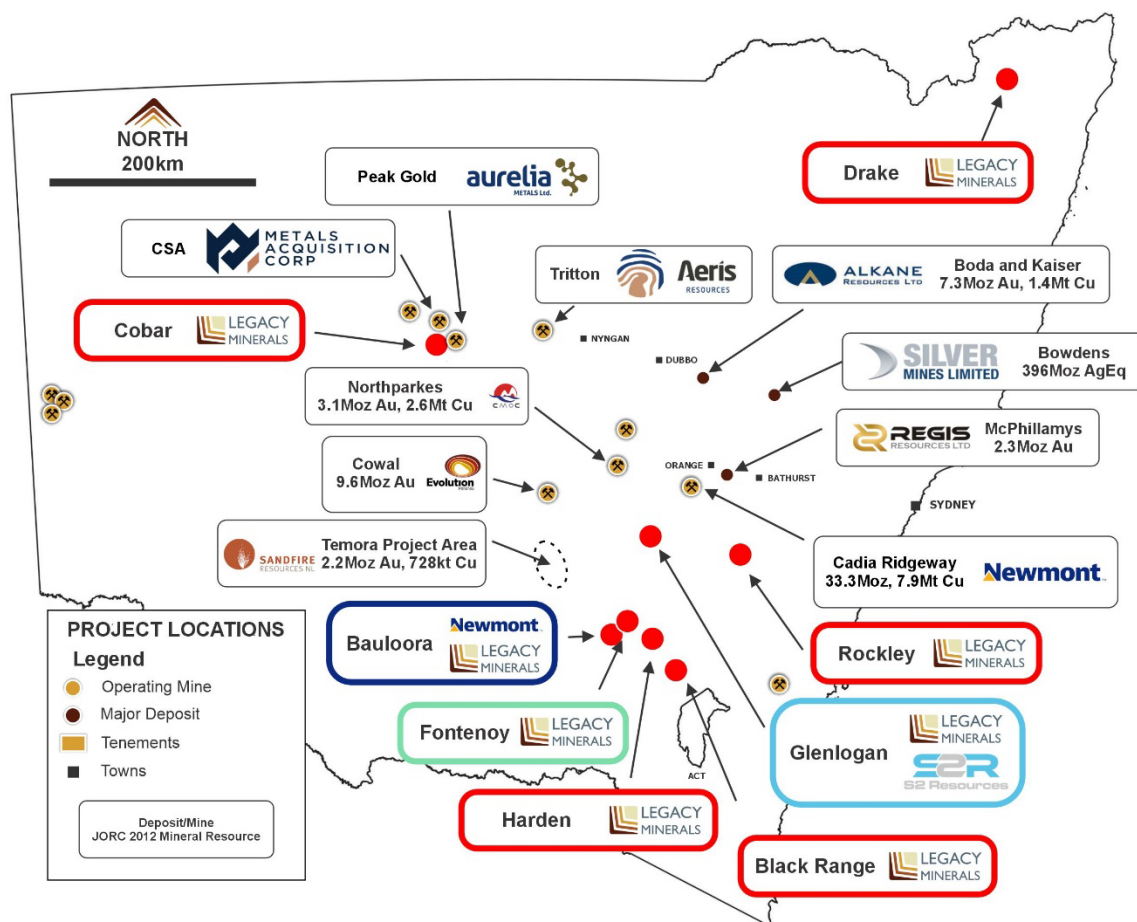 NORTH
200km
Peak Gold
aurelia
METALS Ltd.
CSA
METALS
ACQUISITION
CORP
Cobar
LEGACY
MINERALS
Tritton
Aeris
RESOURCES
NYNGAN
DUBBO
Drake
LEGACY
MINERALS
ALKANE
RESOURCES LTD
Boda and Kaiser
7.3Moz Au, 1.4Mt Cu
SILVER
MINES LIMITED
Bowdens
396Moz AgEq
REGIS
RESOURCES LTD
McPhillamys
2.3Moz Au
Northparkes
3.1Moz Au, 2.6Mt Cu
CMOC
Cowal
9.6Moz Au
Evolution
MINING
ORANGE
BATHURST
SYDNEY
SANDFIRE
RESOURCES NL
Temora Project Area
2.2Moz Au, 728kt Cu
Cadia Ridgeway
33.3Moz, 7.9Mt Cu
Newmont™
Bauloora
Newmont™
LEGACY
MINERALS
Rockley
LEGACY
MINERALS
Fontenoy
LEGACY
MINERALS
Glenlogan
LEGACY
MINERALS
S2R
S2 Resources
ACT
Harden
LEGACY
MINERALS
Black Range
LEGACY
MINERALS
PROJECT LOCATIONS
Legend
Operating Mine
Major Deposit
Tenements
Towns
Deposit/Mine
JORC 2012 Mineral Resource